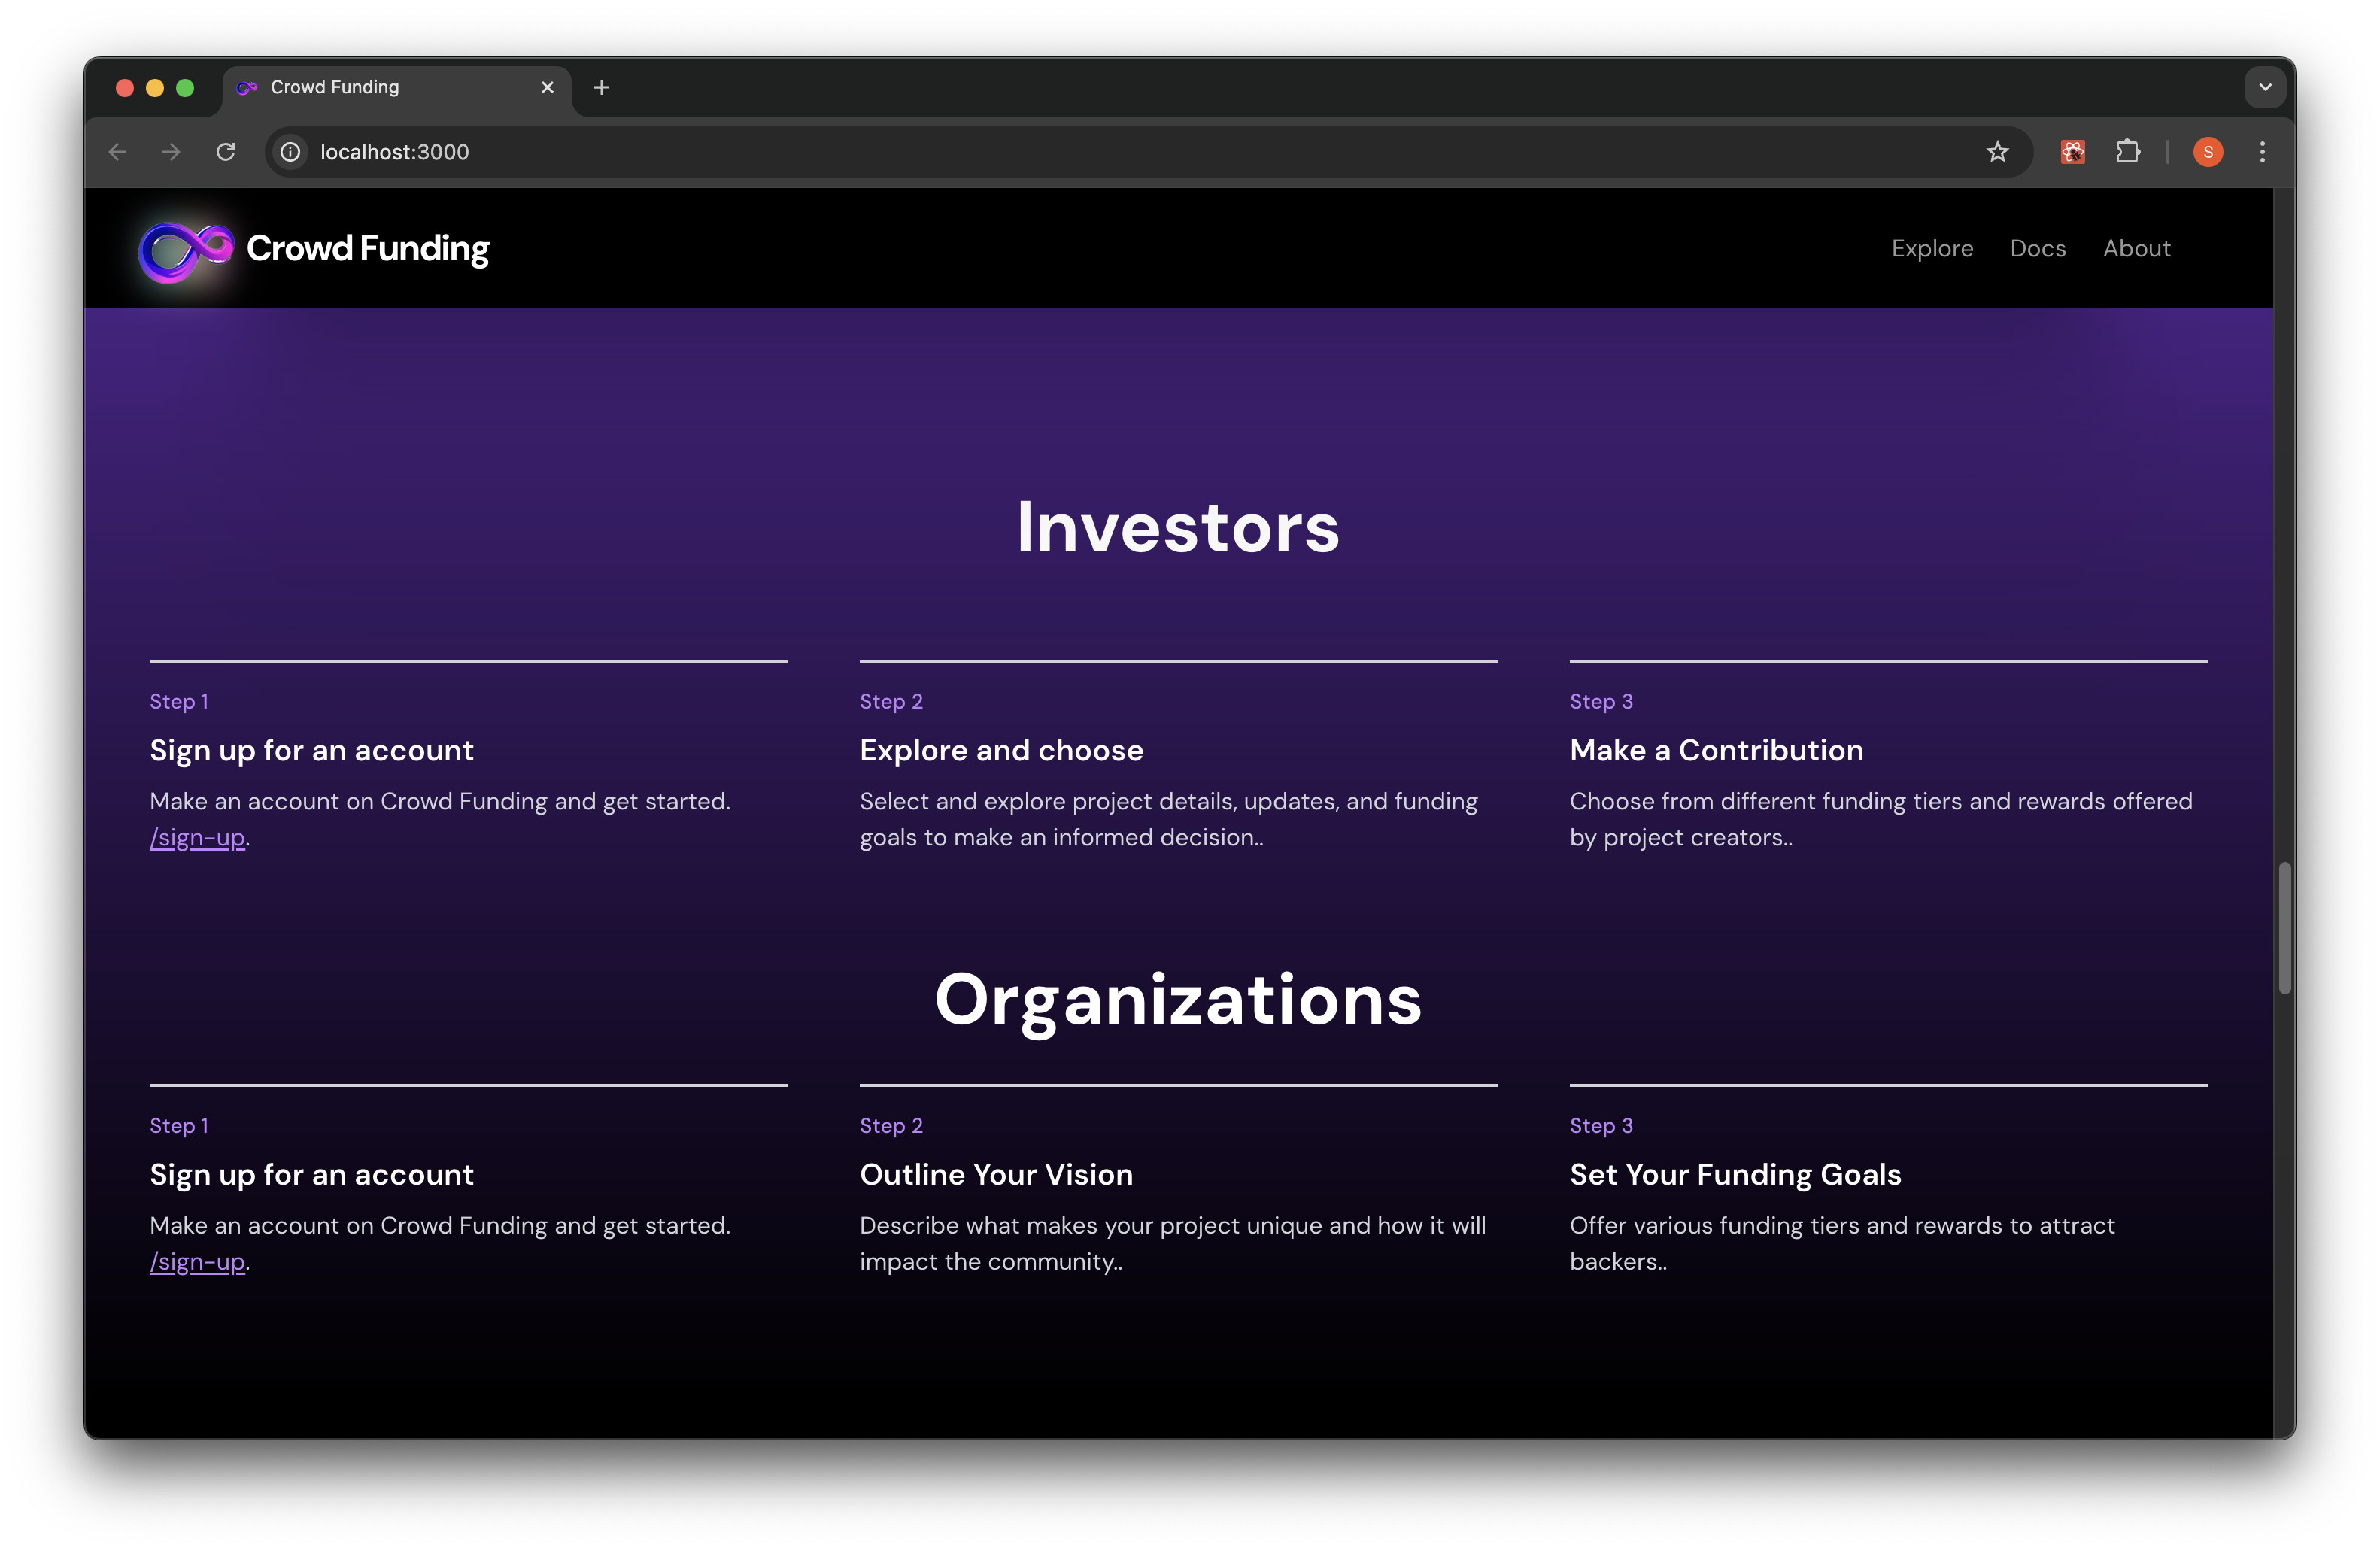 Crowd Funding
localhost:3000
S
Crowd Funding
Explore Docs About
Investors
Step 1
Sign up for an account
Make an account on Crowd Funding and get started.
/sign-up.
Step 2
Explore and choose
Select and explore project details, updates, and funding
goals to make an informed decision..
Step 3
Make a Contribution
Choose from different funding tiers and rewards offered
by project creators..
Organizations
Step 1
Sign up for an account
Make an account on Crowd Funding and get started.
/sign-up.
Step 2
Outline Your Vision
Describe what makes your project unique and how it will
impact the community..
Step 3
Set Your Funding Goals
Offer various funding tiers and rewards to attract
backers..